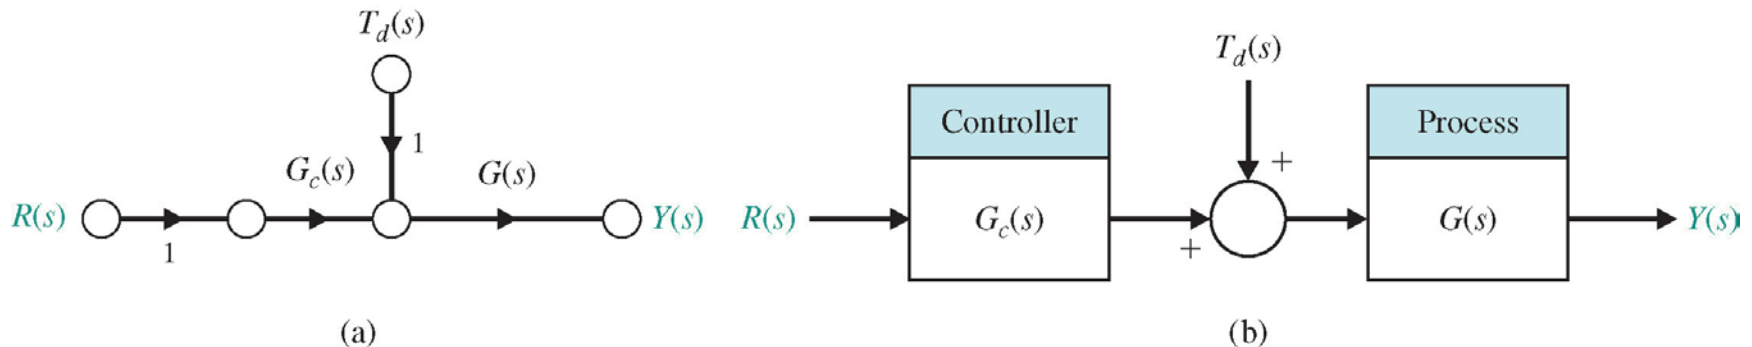 T_d(s)
1
G_c(s)
G(s)
R(s)
Y(s)
1
(a)
T_d(s)
Controller
Process
+
R(s)
G_c(s)
G(s)
Y(s)
+
(b)